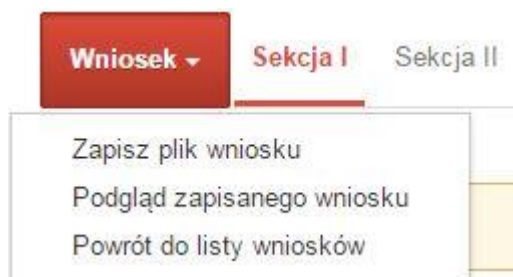 Wniosek Sekcja I Sekcja II
Zapisz plik wniosku
Podgląd zapisanego wniosku
Powrót do listy wniosków